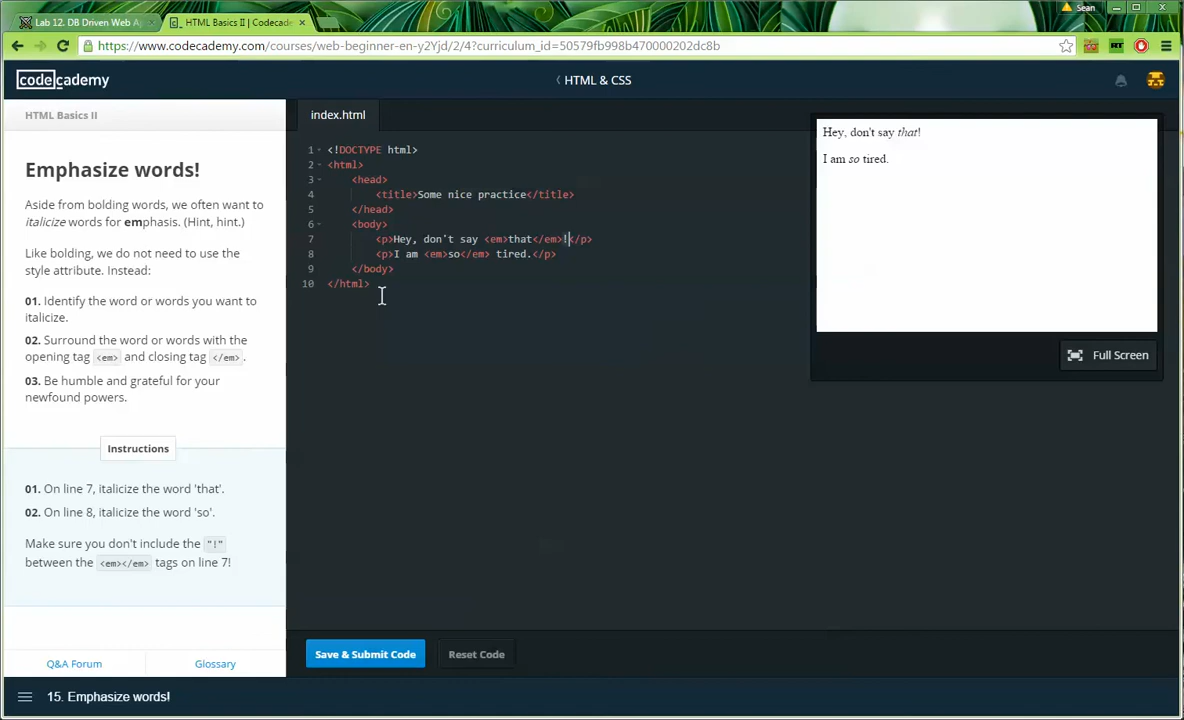 Lab 12. DB Driven Web Ap
HTML Basics II | Codecade
Sean
https://www.codecademy.com/courses/web-beginner-en-y2Yjd/2/4?curriculum_id=50579fb998b470000202dc8b
RT
codecademy
HTML & CSS
HTML Basics II
index.html
Emphasize words!
Aside from bolding words, we often want to
italicize words for emphasis. (Hint, hint.)
Like bolding, we do not need to use the
style attribute. Instead:
01. Identify the word or words you want to
italicize.
02. Surround the word or words with the
opening tag <em> and closing tag </em>.
03. Be humble and grateful for your
newfound powers.
Instructions
01. On line 7, italicize the word 'that'.
02. On line 8, italicize the word 'so'.
Make sure you don't include the "!"
between the <em></em> tags on line 7!
Q&A Forum
Glossary
1 <!DOCTYPE html>
2 <html>
3 <head>
4 <title>Some nice practice</title>
5 </head>
6 <body>
7 <p>Hey, don't say <em>that</em>!</p>
8 <p>I am <em>so</em> tired.</p>
9 </body>
10 </html>
Hey, don't say that!
I am so tired.
Full Screen
Save & Submit Code
Reset Code
15. Emphasize words!